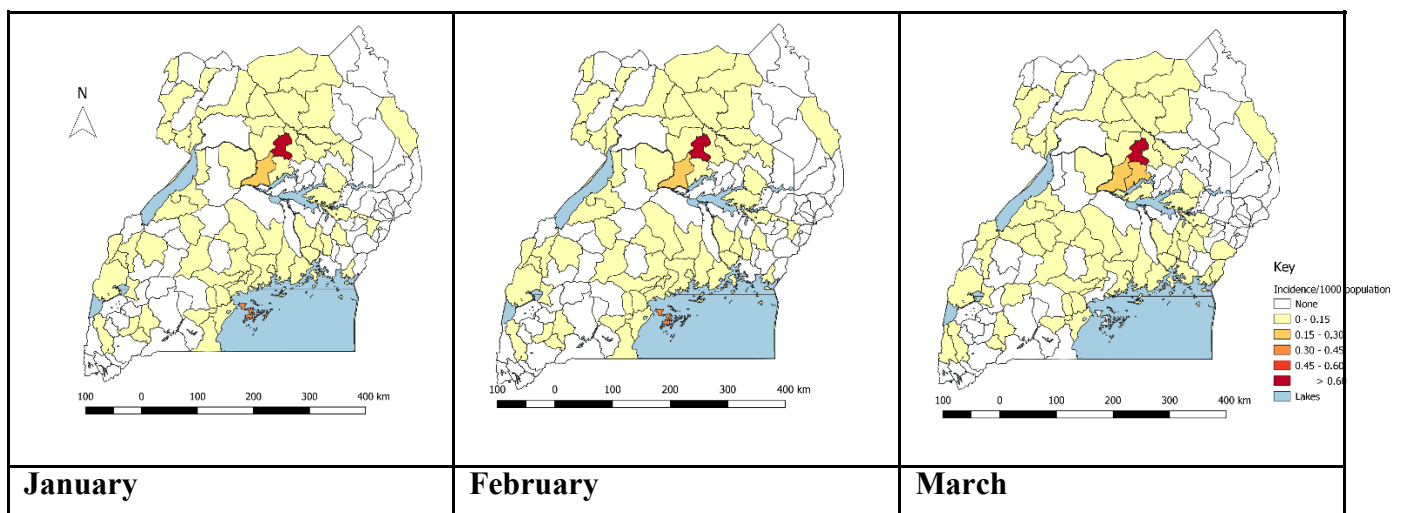 N
100 0 100 200 300 400 km
100 0 100 200 300 400 km
Key
Incidence/1000 population
None
0 - 0.15
0.15 - 0.30
0.30 - 0.45
0.45 - 0.60
> 0.60
Lakes
100 0 100 200 300 400 km
January
February
March